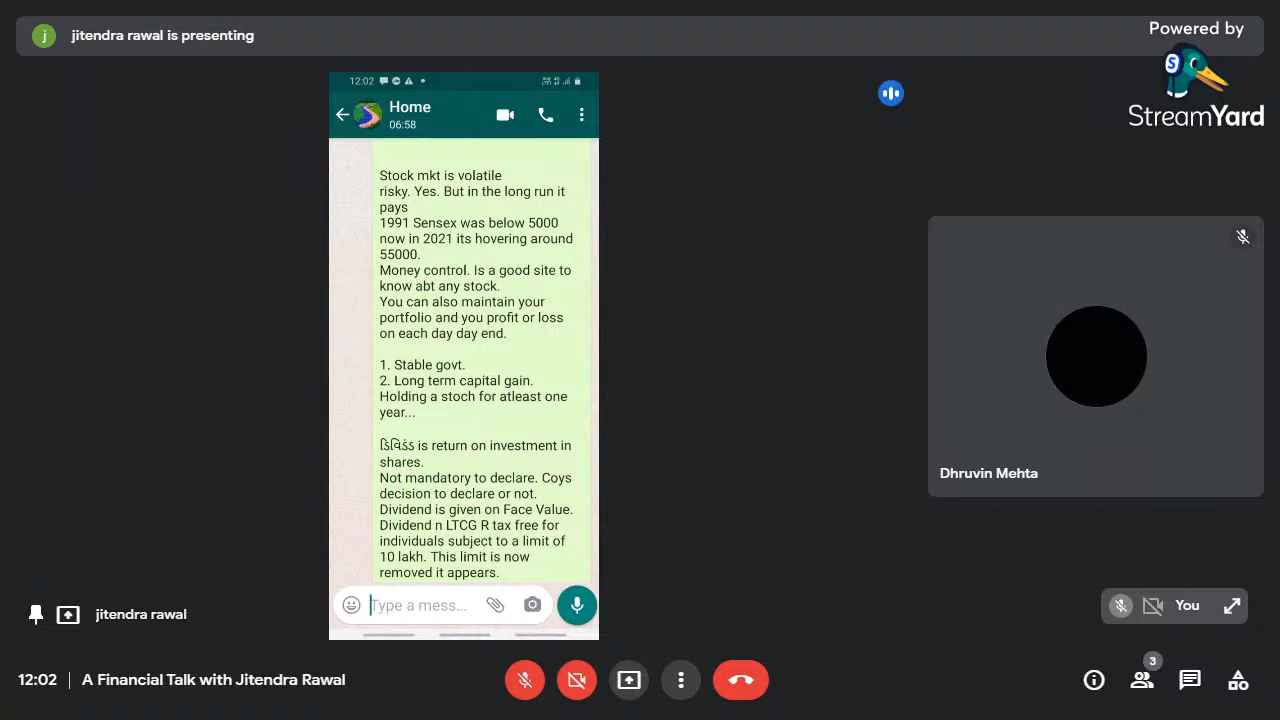 j jitendra rawal is presenting
Powered by
StreamYard
12:02
Home
06:58
Stock mkt is volatile
risky. Yes. But in the long run it
pays
1991 Sensex was below 5000
now in 2021 its hovering around
55000.
Money control. Is a good site to
know abt any stock.
You can also maintain your
portfolio and you profit or loss
on each day day end.
1. Stable govt.
2. Long term capital gain.
Holding a stoch for atleast one
year...
is return on investment in
shares.
Not mandatory to declare. Coys
decision to declare or not.
Dividend is given on Face Value.
Dividend n LTCG R tax free for
individuals subject to a limit of
10 lakh. This limit is now
removed it appears.
Type a mess...
Dhruvin Mehta
jitendra rawal
You
12:02 | A Financial Talk with Jitendra Rawal
3